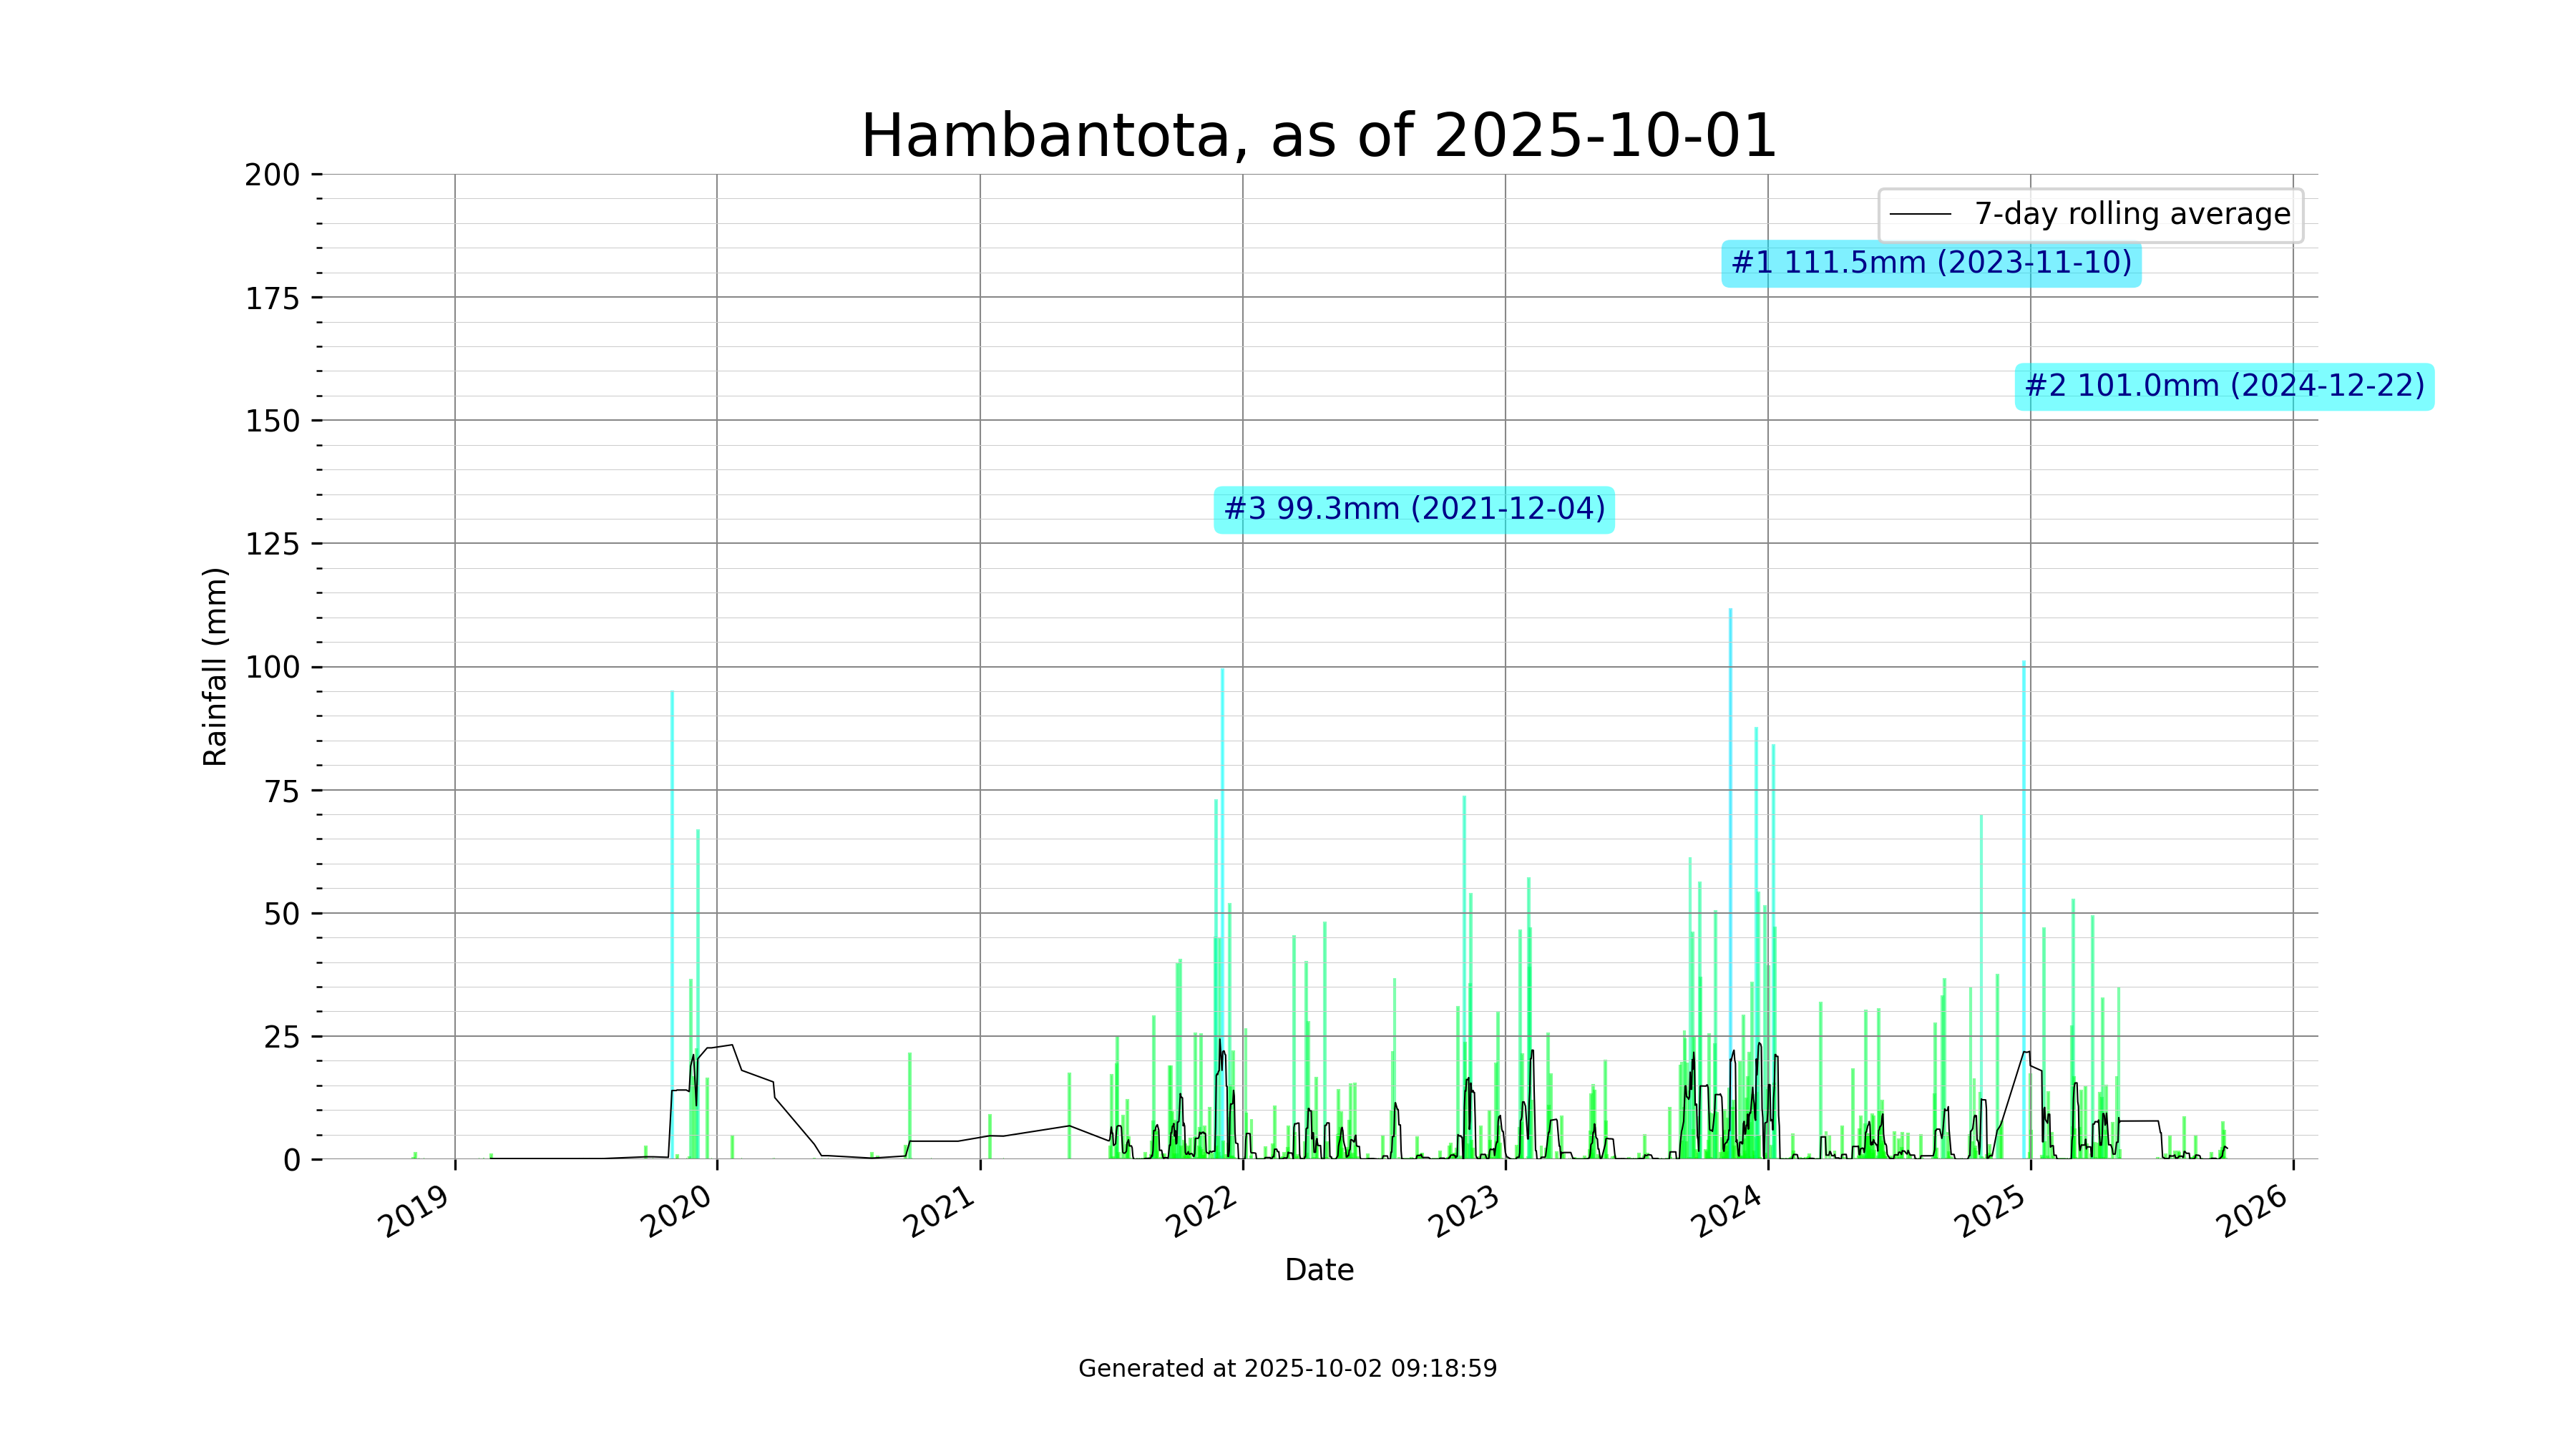 Hambantota, as of 2025-10-01
200
175
150
125
100
75
50
25
0
Rainfall (mm)
7-day rolling average
#1 111.5mm (2023-11-10)
#2 101.0mm (2024-12-22)
#3 99.3mm (2021-12-04)
2019
2020
2021
2022
2023
2024
2025
2026
Date
Generated at 2025-10-02 09:18:59